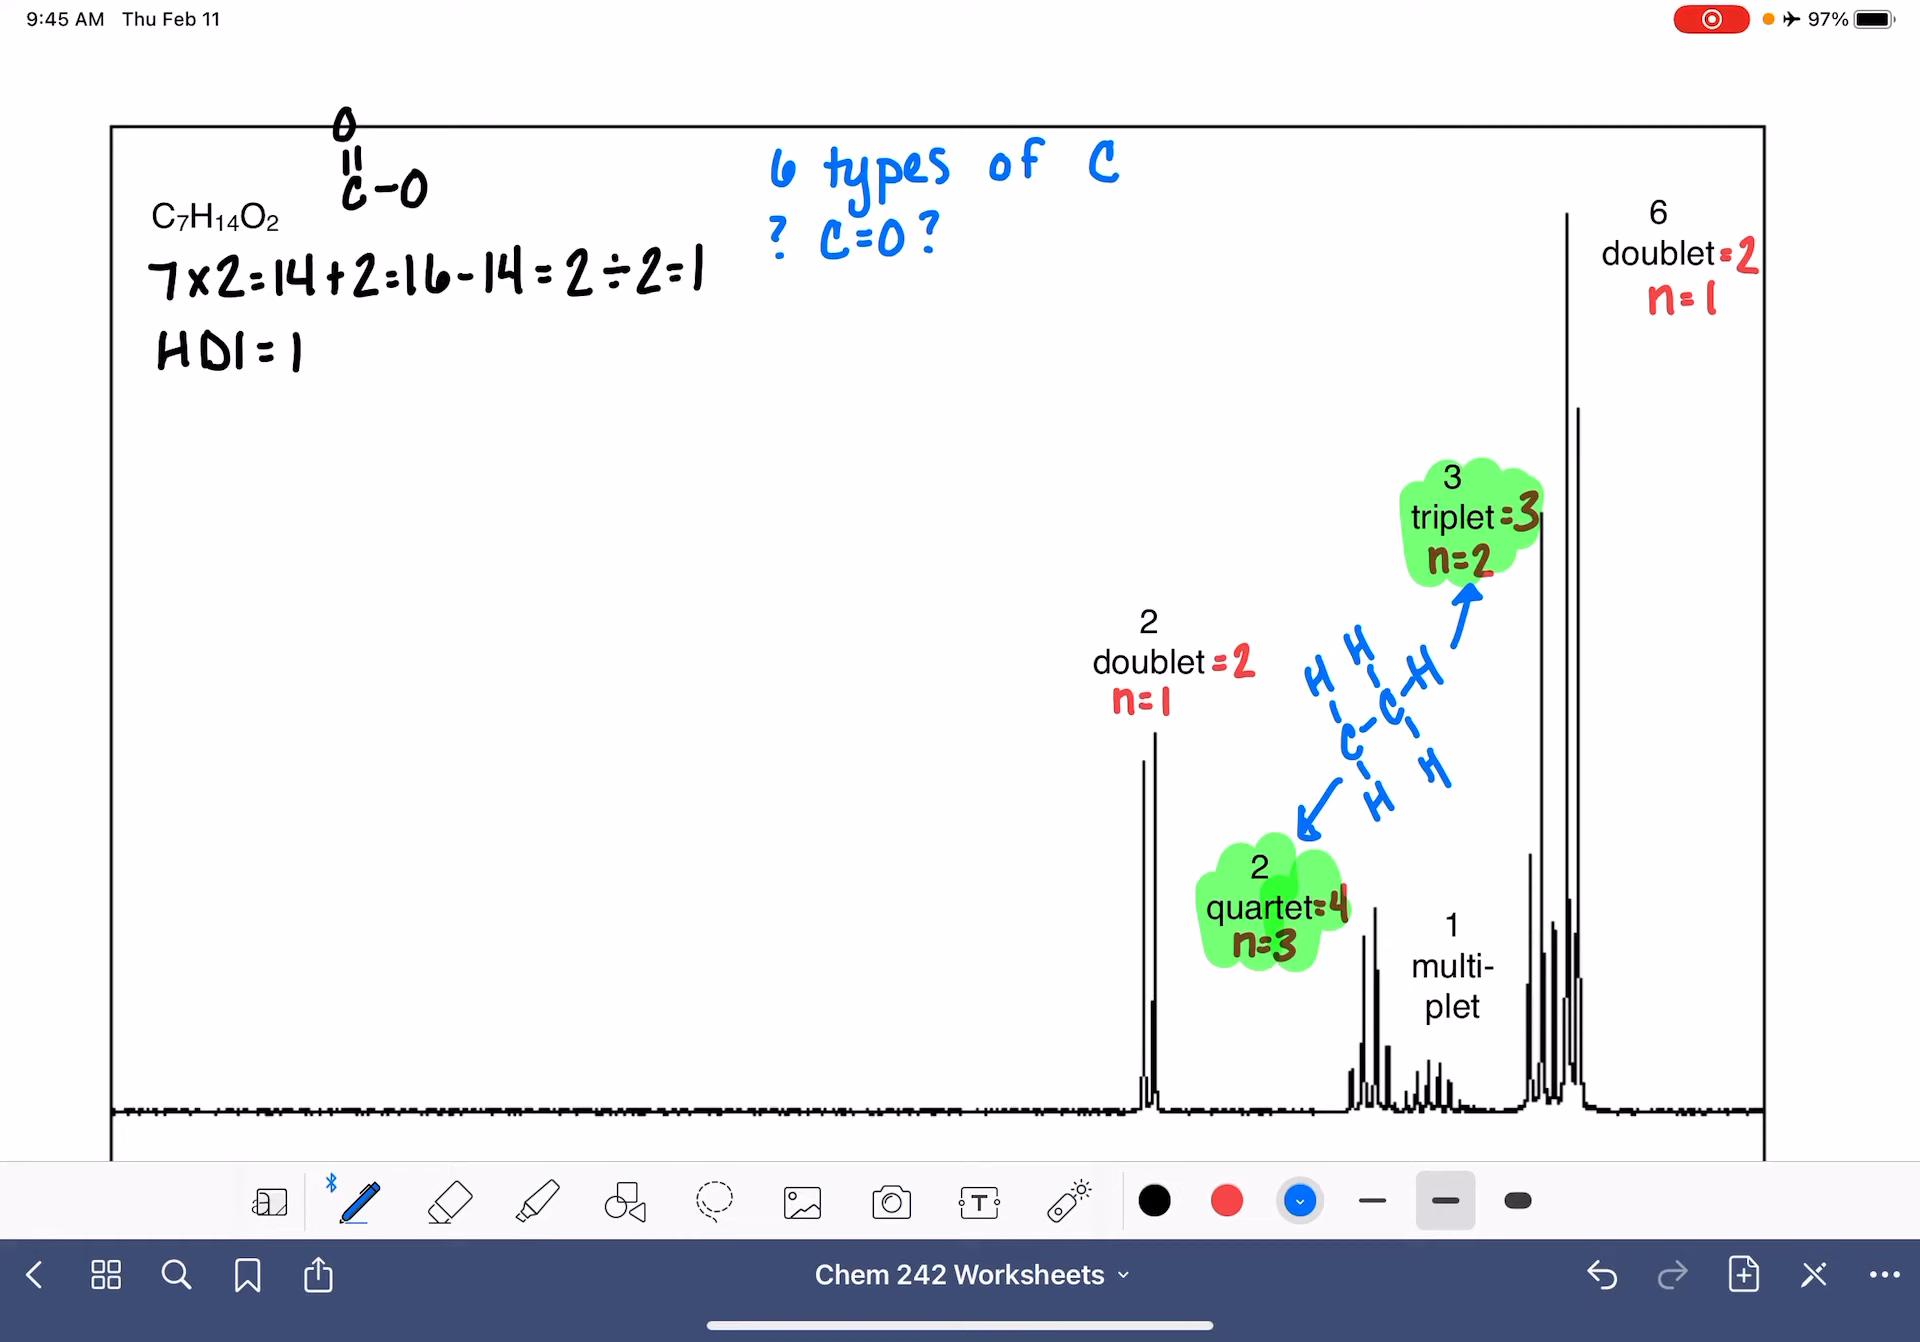 9:45 AM Thu Feb 11
97%
O
||
C-O
C₇H₁₄O₂
7x2=14+2=16-14=2÷2=1
HDI=1
6 types of C
? C=O?
6
doublet=2
n=1
3
triplet=3
n=2
2
doublet=2
n=1
H H
C-C-H
H H
2
quartet=4
n=3
1
multi-
plet
a
T
Chem 242 Worksheets